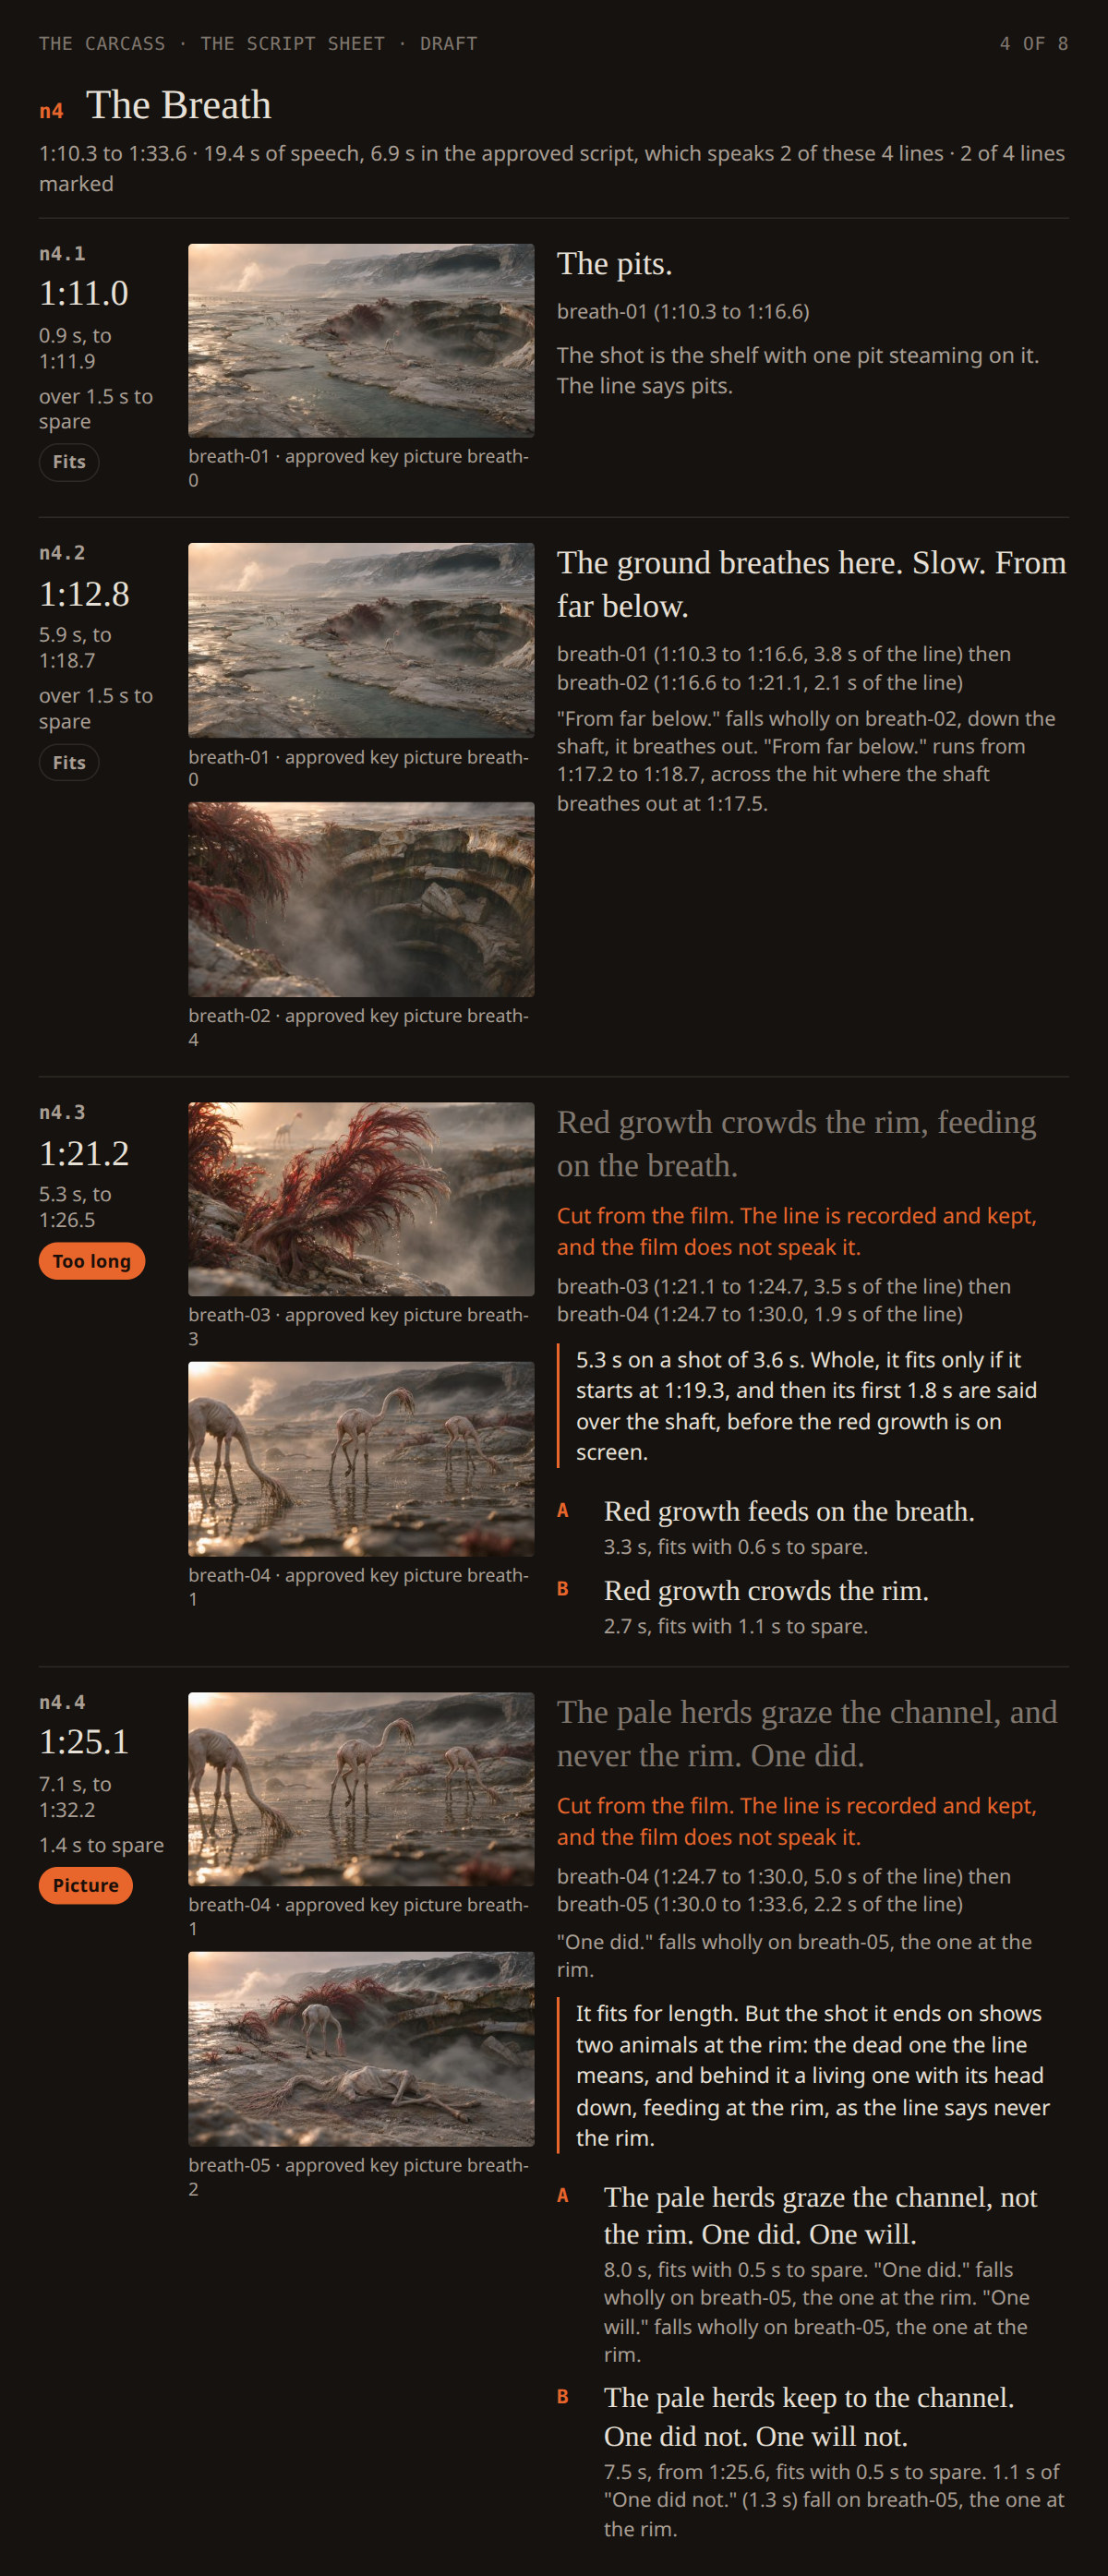 THE CARCASS · THE SCRIPT SHEET · DRAFT
4 OF 8
n4 The Breath
1:10.3 to 1:33.6 · 19.4 s of speech, 6.9 s in the approved script, which speaks 2 of these 4 lines · 2 of 4 lines
marked
n4.1
1:11.0
0.9 s, to
1:11.9
over 1.5 s to
spare
Fits
breath-01 · approved key picture breath-
0
The pits.
breath-01 (1:10.3 to 1:16.6)
The shot is the shelf with one pit steaming on it.
The line says pits.
n4.2
1:12.8
5.9 s, to
1:18.7
over 1.5 s to
spare
Fits
breath-01 · approved key picture breath-
0
breath-02 · approved key picture breath-
4
The ground breathes here. Slow. From
far below.
breath-01 (1:10.3 to 1:16.6, 3.8 s of the line) then
breath-02 (1:16.6 to 1:21.1, 2.1 s of the line)
"From far below." falls wholly on breath-02, down the
shaft, it breathes out. "From far below." runs from
1:17.2 to 1:18.7, across the hit where the shaft
breathes out at 1:17.5.
n4.3
1:21.2
5.3 s, to
1:26.5
Too long
breath-03 · approved key picture breath-
3
breath-04 · approved key picture breath-
1
Red growth crowds the rim, feeding
on the breath.
Cut from the film. The line is recorded and kept,
and the film does not speak it.
breath-03 (1:21.1 to 1:24.7, 3.5 s of the line) then
breath-04 (1:24.7 to 1:30.0, 1.9 s of the line)
5.3 s on a shot of 3.6 s. Whole, it fits only if it
starts at 1:19.3, and then its first 1.8 s are said
over the shaft, before the red growth is on
screen.
A Red growth feeds on the breath.
3.3 s, fits with 0.6 s to spare.
B Red growth crowds the rim.
2.7 s, fits with 1.1 s to spare.
n4.4
1:25.1
7.1 s, to
1:32.2
1.4 s to spare
Picture
breath-04 · approved key picture breath-
1
breath-05 · approved key picture breath-
2
The pale herds graze the channel, and
never the rim. One did.
Cut from the film. The line is recorded and kept,
and the film does not speak it.
breath-04 (1:24.7 to 1:30.0, 5.0 s of the line) then
breath-05 (1:30.0 to 1:33.6, 2.2 s of the line)
"One did." falls wholly on breath-05, the one at the
rim.
It fits for length. But the shot it ends on shows
two animals at the rim: the dead one the line
means, and behind it a living one with its head
down, feeding at the rim, as the line says never
the rim.
A The pale herds graze the channel, not
the rim. One did. One will.
8.0 s, fits with 0.5 s to spare. "One did." falls
wholly on breath-05, the one at the rim. "One
will." falls wholly on breath-05, the one at the
rim.
B The pale herds keep to the channel.
One did not. One will not.
7.5 s, from 1:25.6, fits with 0.5 s to spare. 1.1 s of
"One did not." (1.3 s) fall on breath-05, the one at
the rim.